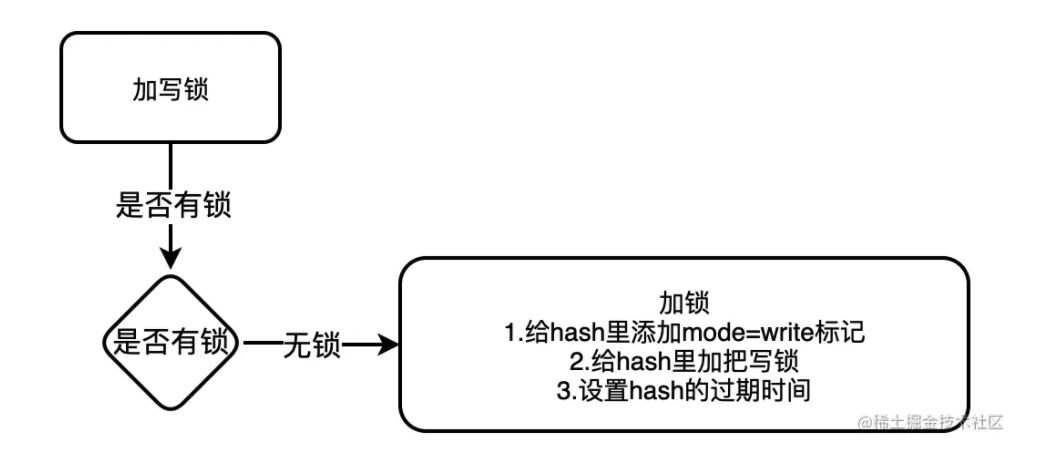 加写锁
是否有锁
是否有锁
无锁
加锁
1.给hash里添加mode=write标记
2.给hash里加把写锁
3.设置hash的过期时间
@稀土掘金技术社区